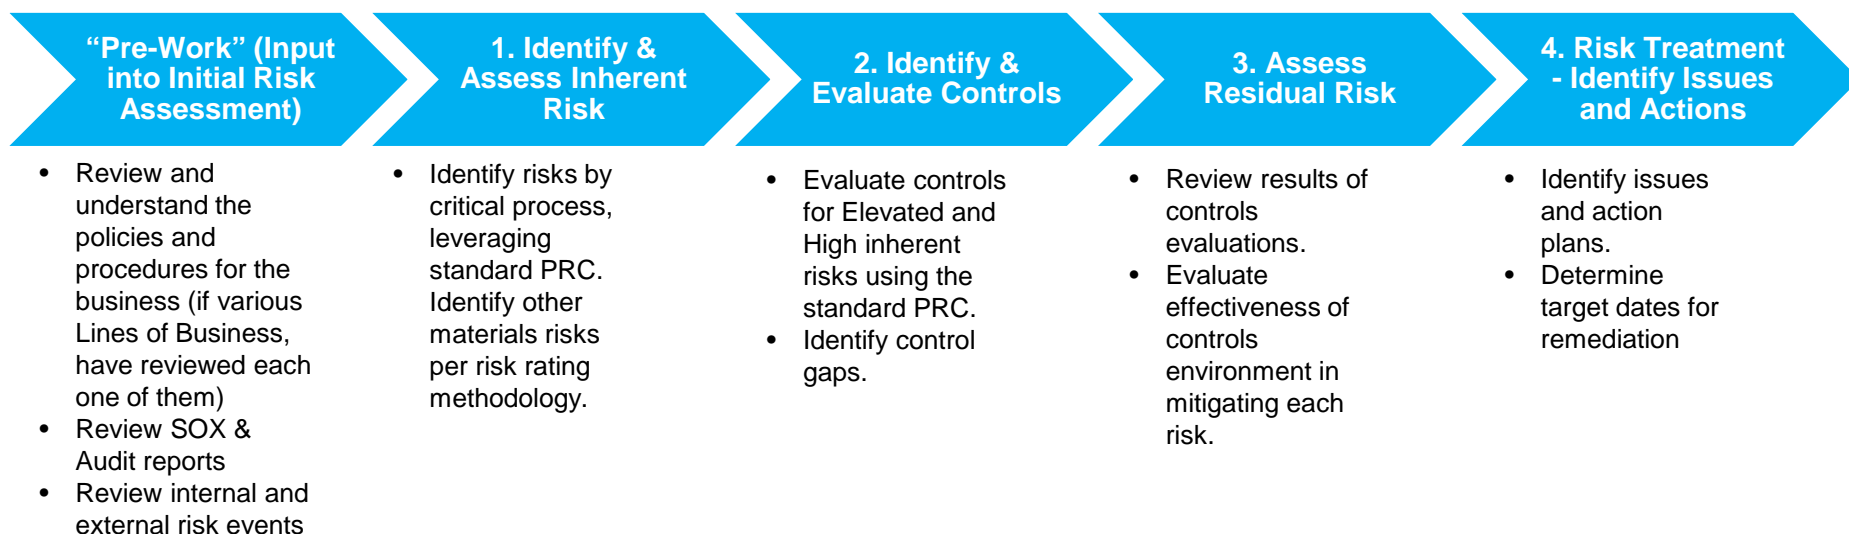 “Pre-Work” (Input
into Initial Risk
Assessment)
• Review and
understand the
policies and
procedures for the
business (if various
Lines of Business,
have reviewed each
one of them)
• Review SOX &
Audit reports
• Review internal and
external risk events
1. Identify &
Assess Inherent
Risk
• Identify risks by
critical process,
leveraging
standard PRC.
Identify other
materials risks
per risk rating
methodology.
2. Identify &
Evaluate Controls
• Evaluate controls
for Elevated and
High inherent
risks using the
standard PRC.
• Identify control
gaps.
3. Assess
Residual Risk
• Review results of
controls
evaluations.
• Evaluate
effectiveness of
controls
environment in
mitigating each
risk.
4. Risk Treatment
- Identify Issues
and Actions
• Identify issues
and action
plans.
• Determine
target dates for
remediation